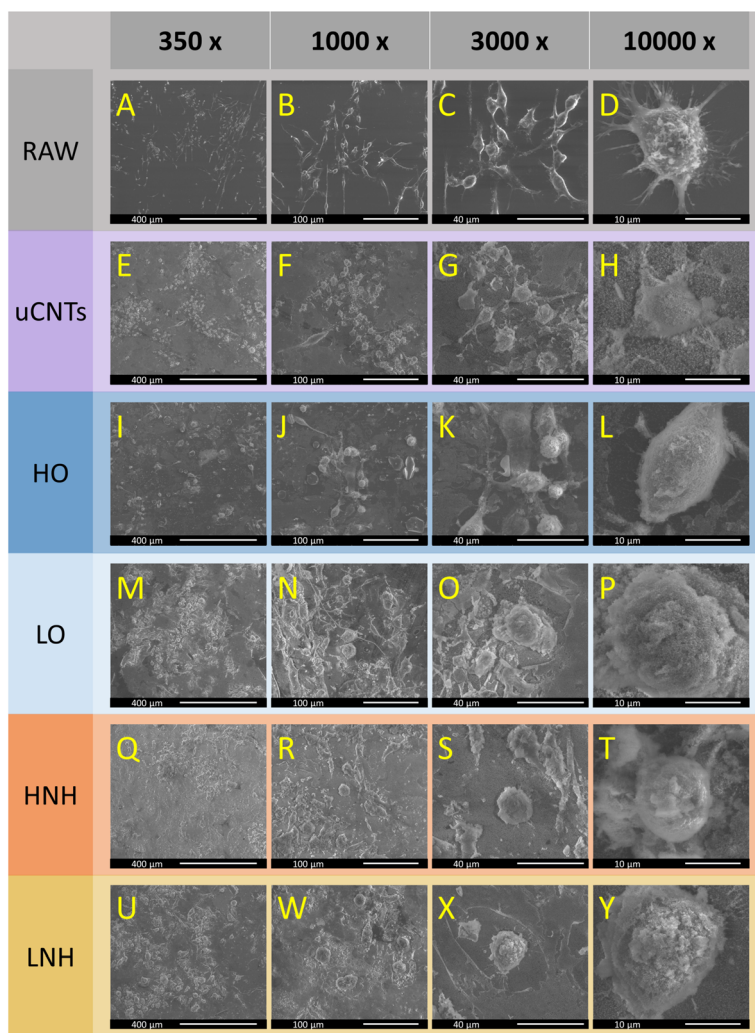 350 x 1000 x 3000 x 10000 x
RAW
A B C D
400 µm 100 µm 40 µm 10 µm
uCNTs
E F G H
400 µm 100 µm 40 µm 10 µm
HO
I J K L
400 µm 100 µm 40 µm 10 µm
LO
M N O P
400 µm 100 µm 40 µm 10 µm
HNH
Q R S T
400 µm 100 µm 40 µm 10 µm
LNH
U W X Y
400 µm 100 µm 40 µm 10 µm